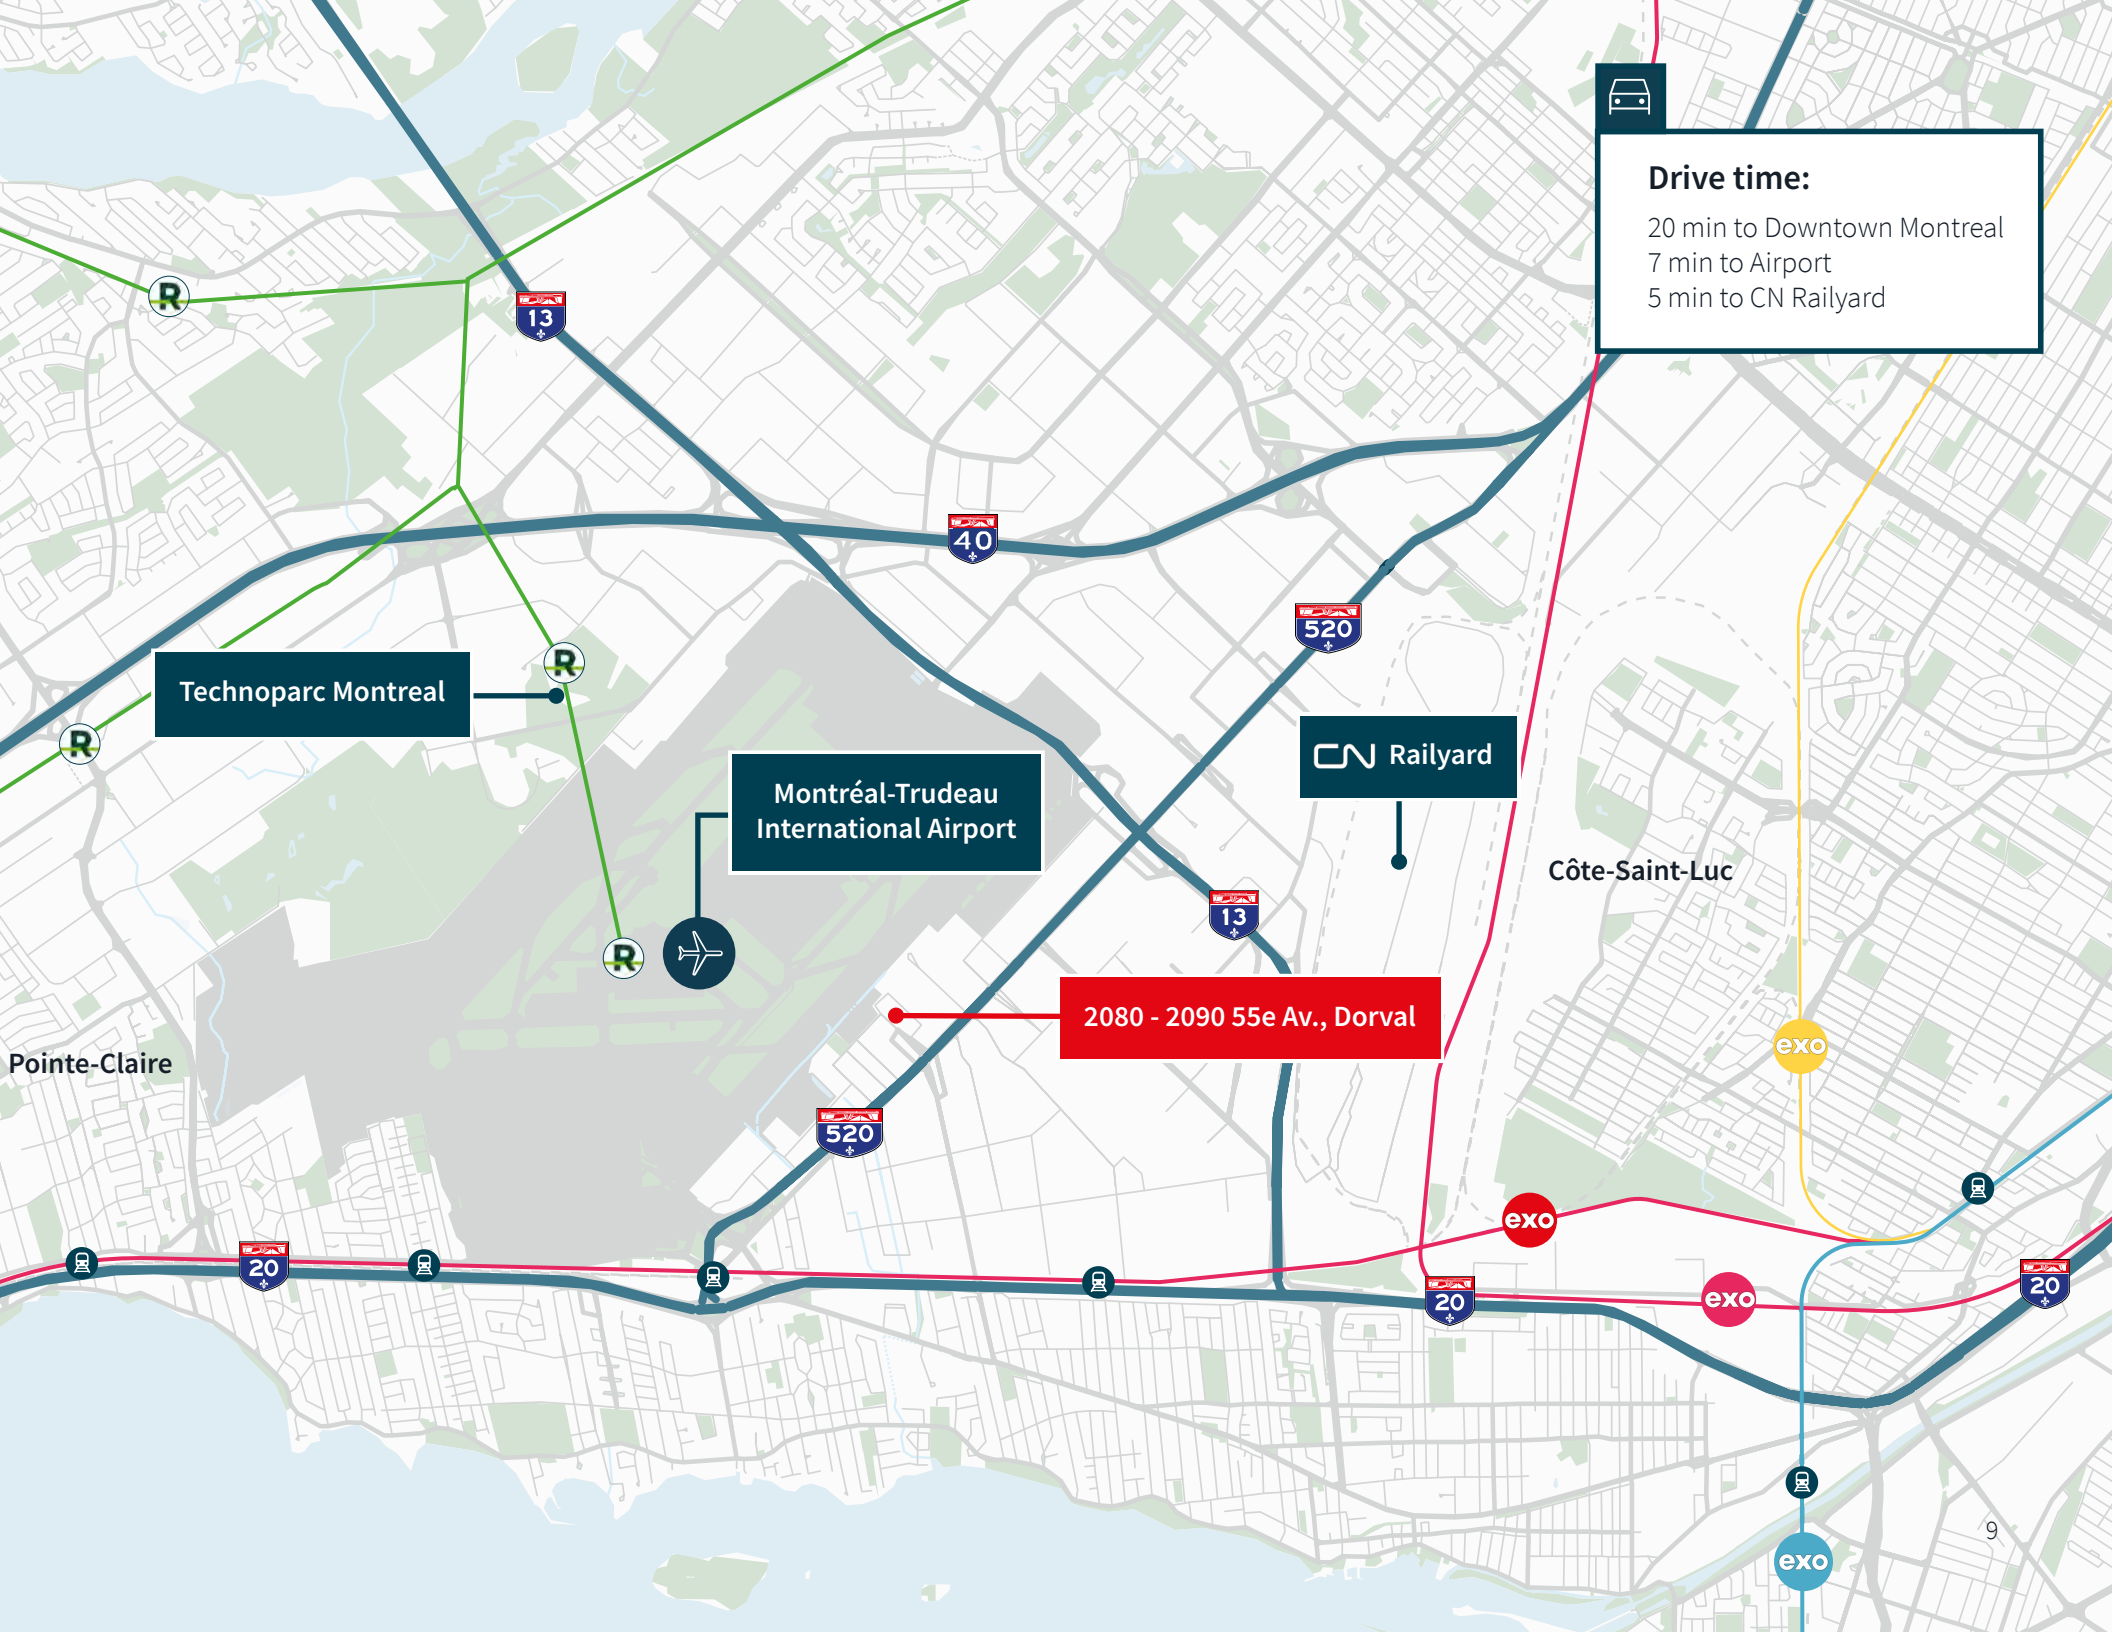 Drive time:
20 min to Downtown Montreal
7 min to Airport
5 min to CN Railyard
R
13
40
520
R
Technoparc Montreal
R
CN Railyard
Montréal-Trudeau
International Airport
Côte-Saint-Luc
13
R
2080 - 2090 55e Av., Dorval
exo
Pointe-Claire
520
exo
20
20
exo
20
9
exo